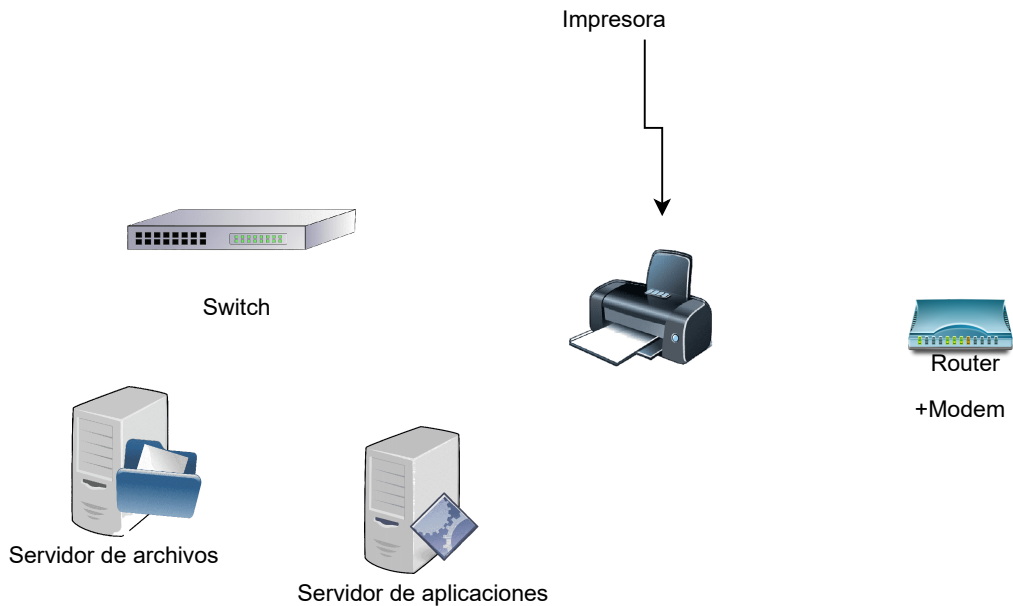 Impresora
Switch
Router
+Modem
Servidor de archivos
Servidor de aplicaciones